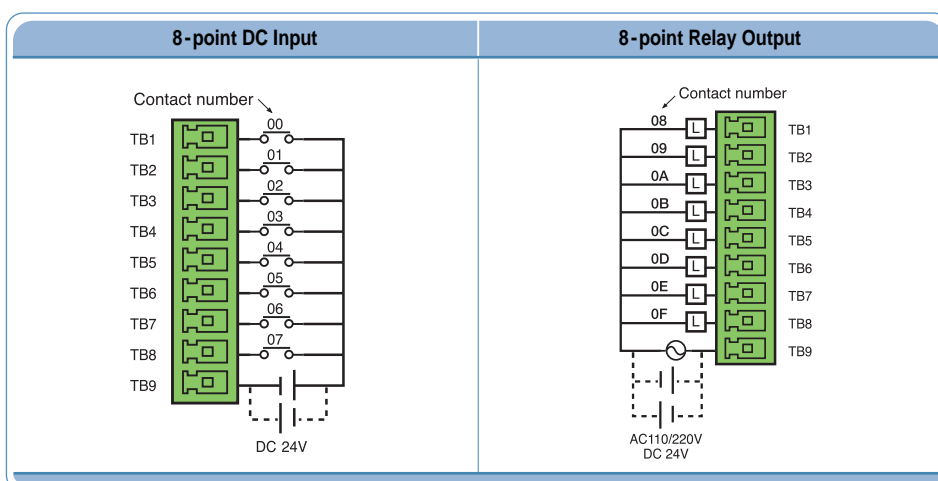 8-point DC Input
Contact number
00
TB1
01
TB2
02
TB3
03
TB4
04
TB5
05
TB6
06
TB7
07
TB8
TB9
DC 24V
8-point Relay Output
Contact number
08
L
TB1
09
L
TB2
0A
L
TB3
0B
L
TB4
0C
L
TB5
0D
L
TB6
0E
L
TB7
0F
L
TB8
TB9
AC110/220V
DC 24V